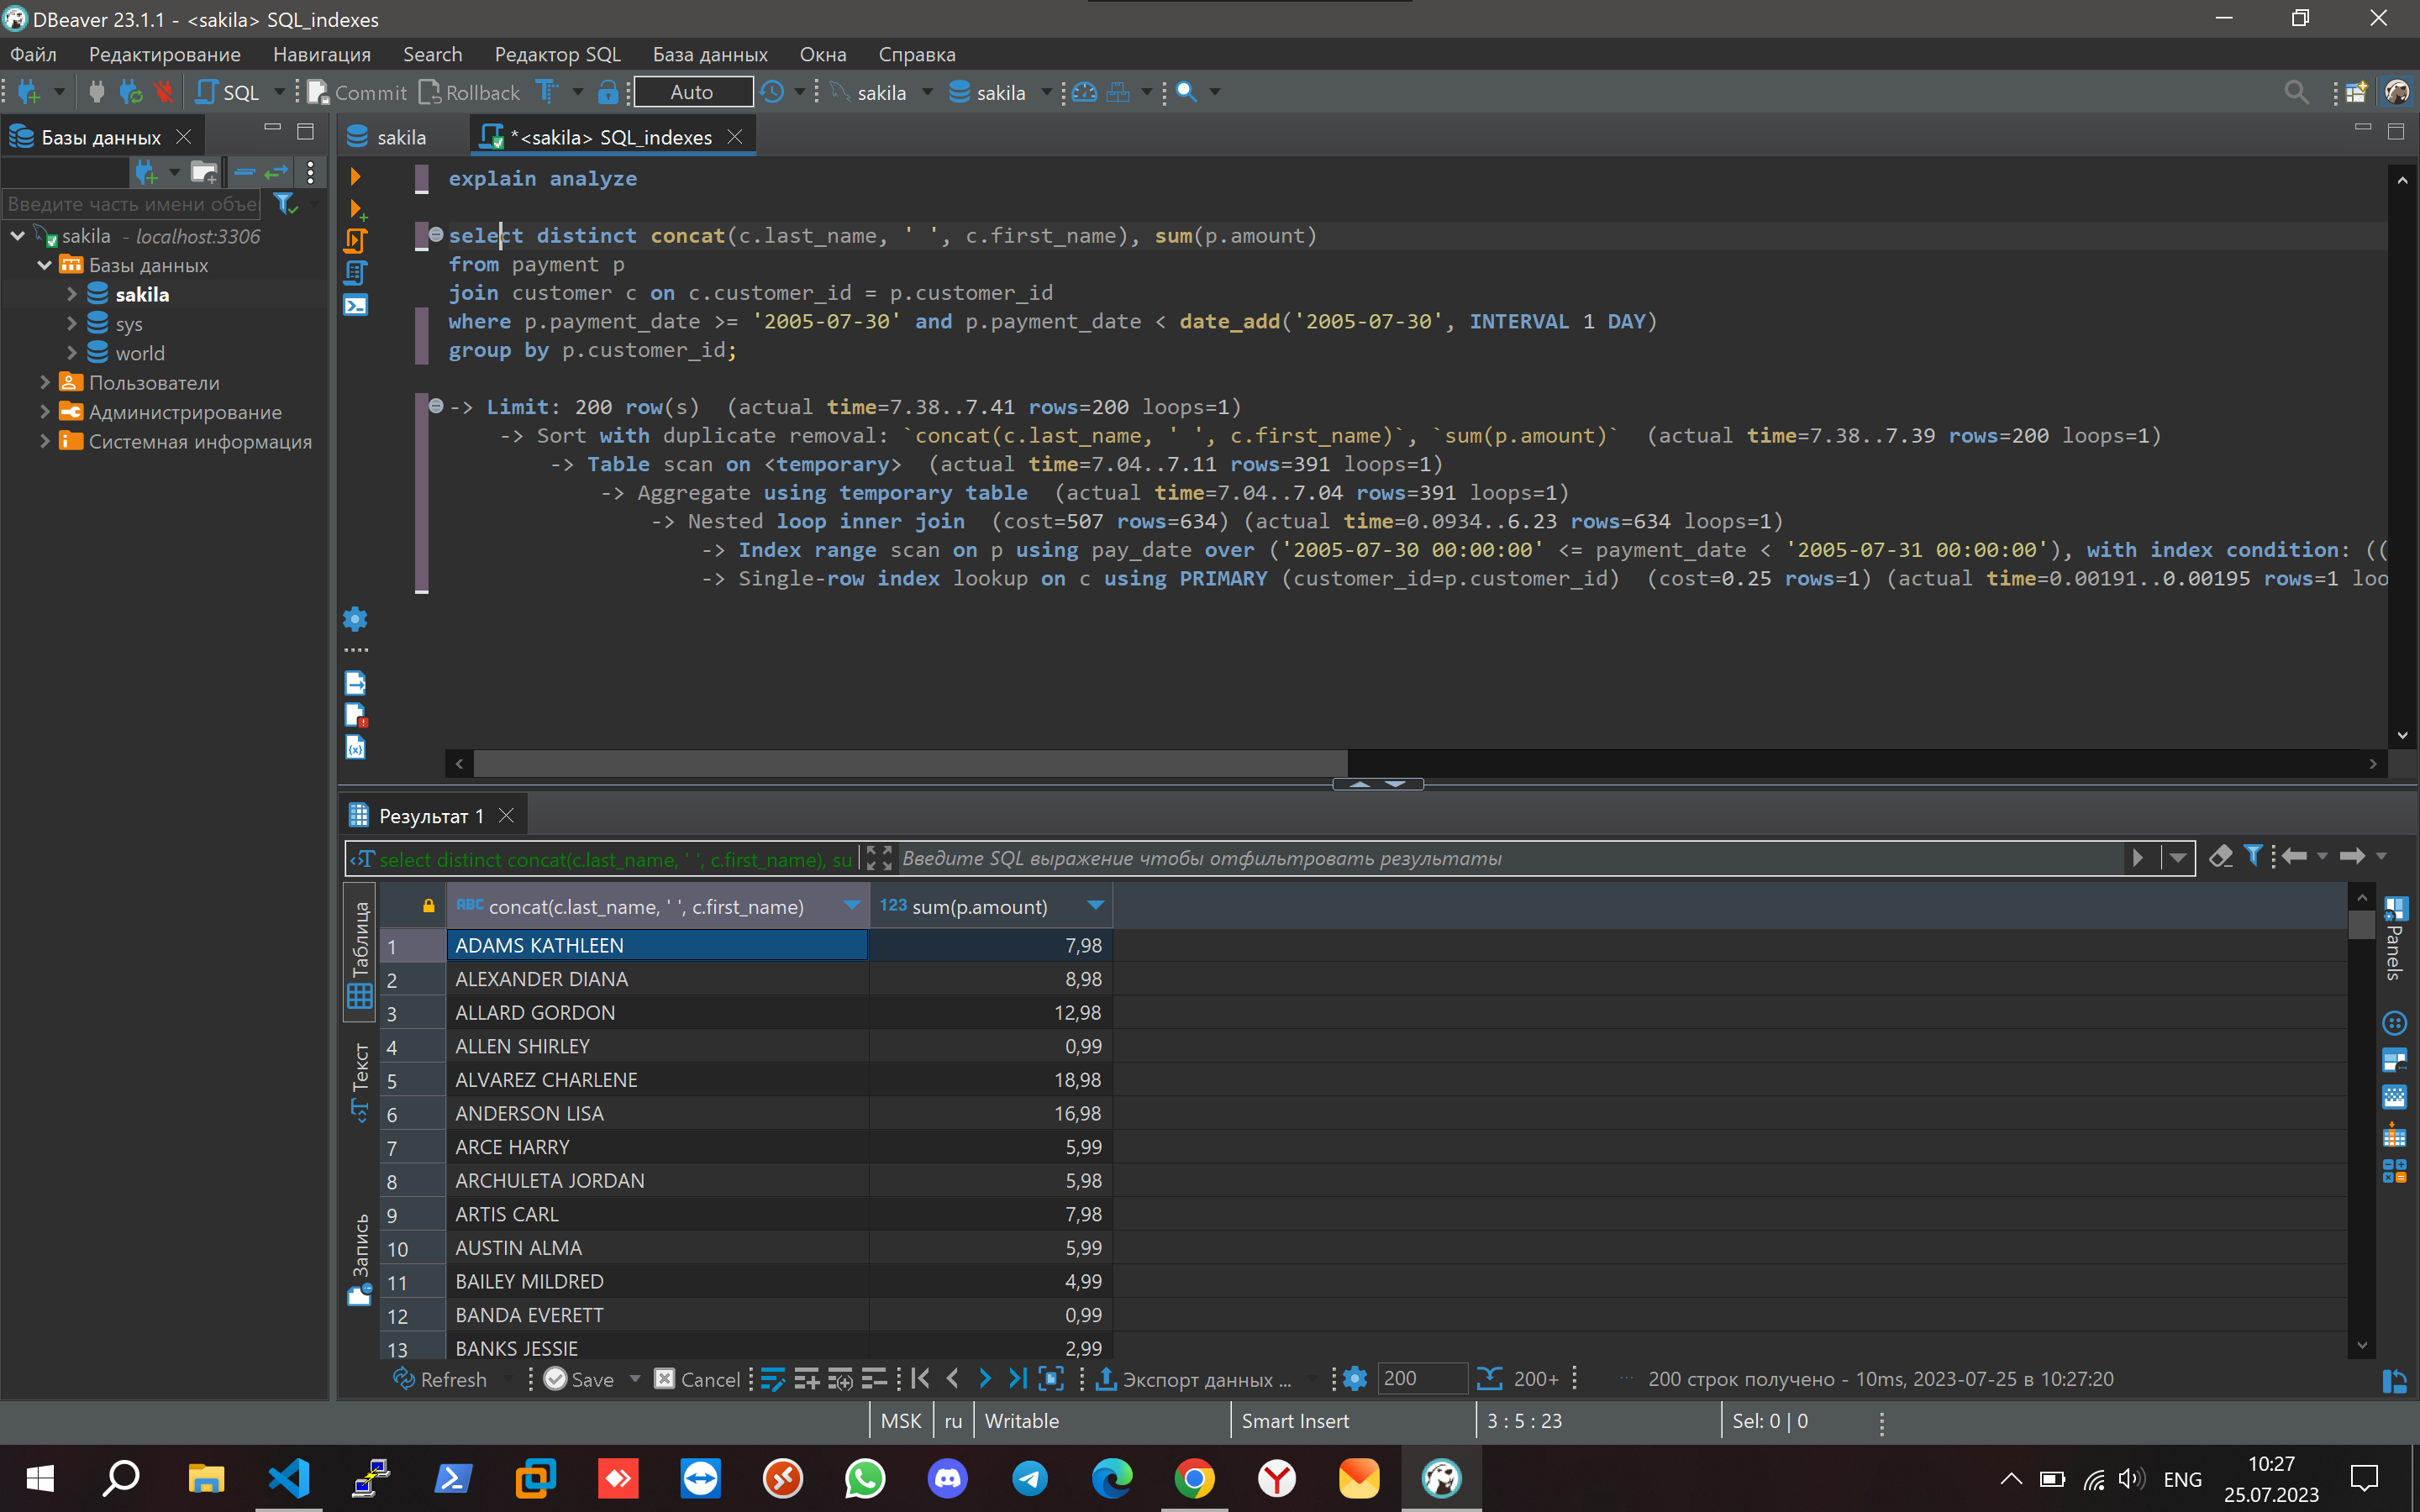 DBeaver 23.1.1 - <sakila> SQL_indexes
Файл Редактирование Навигация Search Редактор SQL База данных Окна Справка
SQL Commit Rollback Auto sakila sakila
Базы данных
sakila *<sakila> SQL_indexes
Введите часть имени объе
sakila - localhost:3306
Базы данных
sakila
sys
world
Пользователи
Администрирование
Системная информация
explain analyze
select distinct concat(c.last_name, ' ', c.first_name), sum(p.amount)
from payment p
join customer c on c.customer_id = p.customer_id
where p.payment_date >= '2005-07-30' and p.payment_date < date_add('2005-07-30', INTERVAL 1 DAY)
group by p.customer_id;
-> Limit: 200 row(s)  (actual time=7.38..7.41 rows=200 loops=1)
-> Sort with duplicate removal: `concat(c.last_name, ' ', c.first_name)`, `sum(p.amount)`  (actual time=7.38..7.39 rows=200 loops=1)
-> Table scan on <temporary>  (actual time=7.04..7.11 rows=391 loops=1)
-> Aggregate using temporary table  (actual time=7.04..7.04 rows=391 loops=1)
-> Nested loop inner join  (cost=507 rows=634) (actual time=0.0934..6.23 rows=634 loops=1)
-> Index range scan on p using pay_date over ('2005-07-30 00:00:00' <= payment_date < '2005-07-31 00:00:00'), with index condition: ((
-> Single-row index lookup on c using PRIMARY (customer_id=p.customer_id)  (cost=0.25 rows=1) (actual time=0.00191..0.00195 rows=1 loo
Результат 1
select distinct concat(c.last_name, ' ', c.first_name), su Введите SQL выражение чтобы отфильтровать результаты
Таблица
Текст
Запись
Panels
ABC concat(c.last_name, ' ', c.first_name) 123 sum(p.amount)
1 ADAMS KATHLEEN 7,98
2 ALEXANDER DIANA 8,98
3 ALLARD GORDON 12,98
4 ALLEN SHIRLEY 0,99
5 ALVAREZ CHARLENE 18,98
6 ANDERSON LISA 16,98
7 ARCE HARRY 5,99
8 ARCHULETA JORDAN 5,98
9 ARTIS CARL 7,98
10 AUSTIN ALMA 5,99
11 BAILEY MILDRED 4,99
12 BANDA EVERETT 0,99
13 BANKS JESSIE 2,99
Refresh Save Cancel Экспорт данных ... 200 200+ 200 строк получено - 10ms, 2023-07-25 в 10:27:20
MSK ru Writable Smart Insert 3 : 5 : 23 Sel: 0 | 0
ENG 10:27
25.07.2023